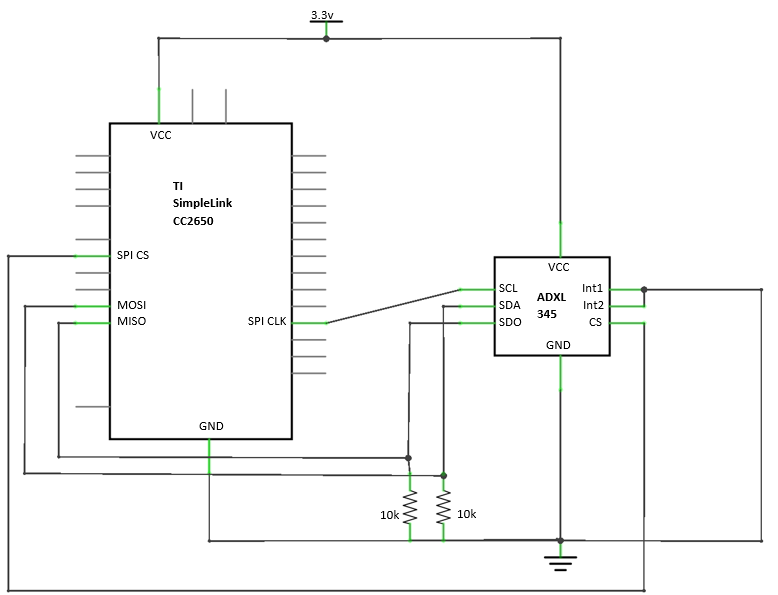 3.3v
VCC
TI
SimpleLink
CC2650
SPI CS
MOSI
MISO
SPI CLK
GND
VCC
SCL
SDA
SDO
ADXL
345
Int1
Int2
CS
GND
10k
10k